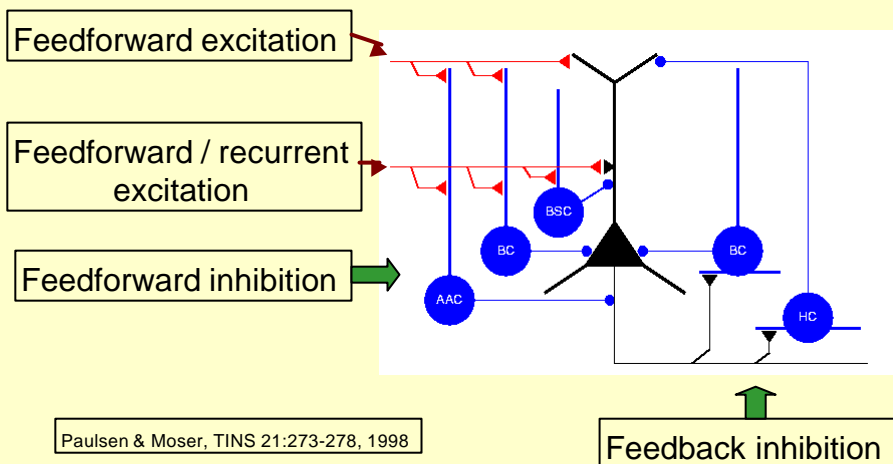 Feedforward excitation
Feedforward / recurrent
excitation
BSC
BC
BC
Feedforward inhibition
AAC
HC
Paulsen & Moser, TINS 21:273-278, 1998
Feedback inhibition